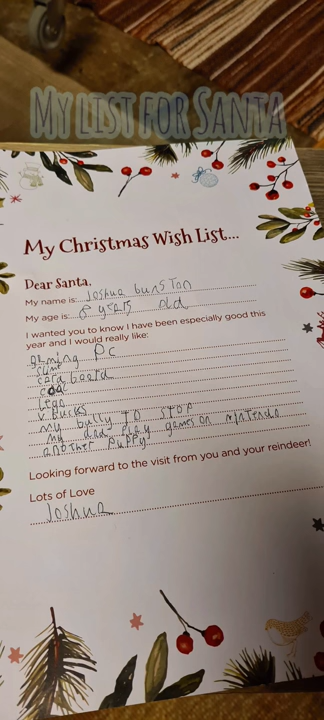 MY LIST FOR SANTA
My Christmas Wish List...
Dear Santa,
My name is: Joshua bunston
My age is: 8 years old
I wanted you to know I have been especially good this
year and I would really like:
gming Pc
slime
cardboard
coal
lego
v bucks
my bully To stop
my dad play games on nintendo
another puppy
Looking forward to the visit from you and your reindeer!
Lots of Love
Joshua